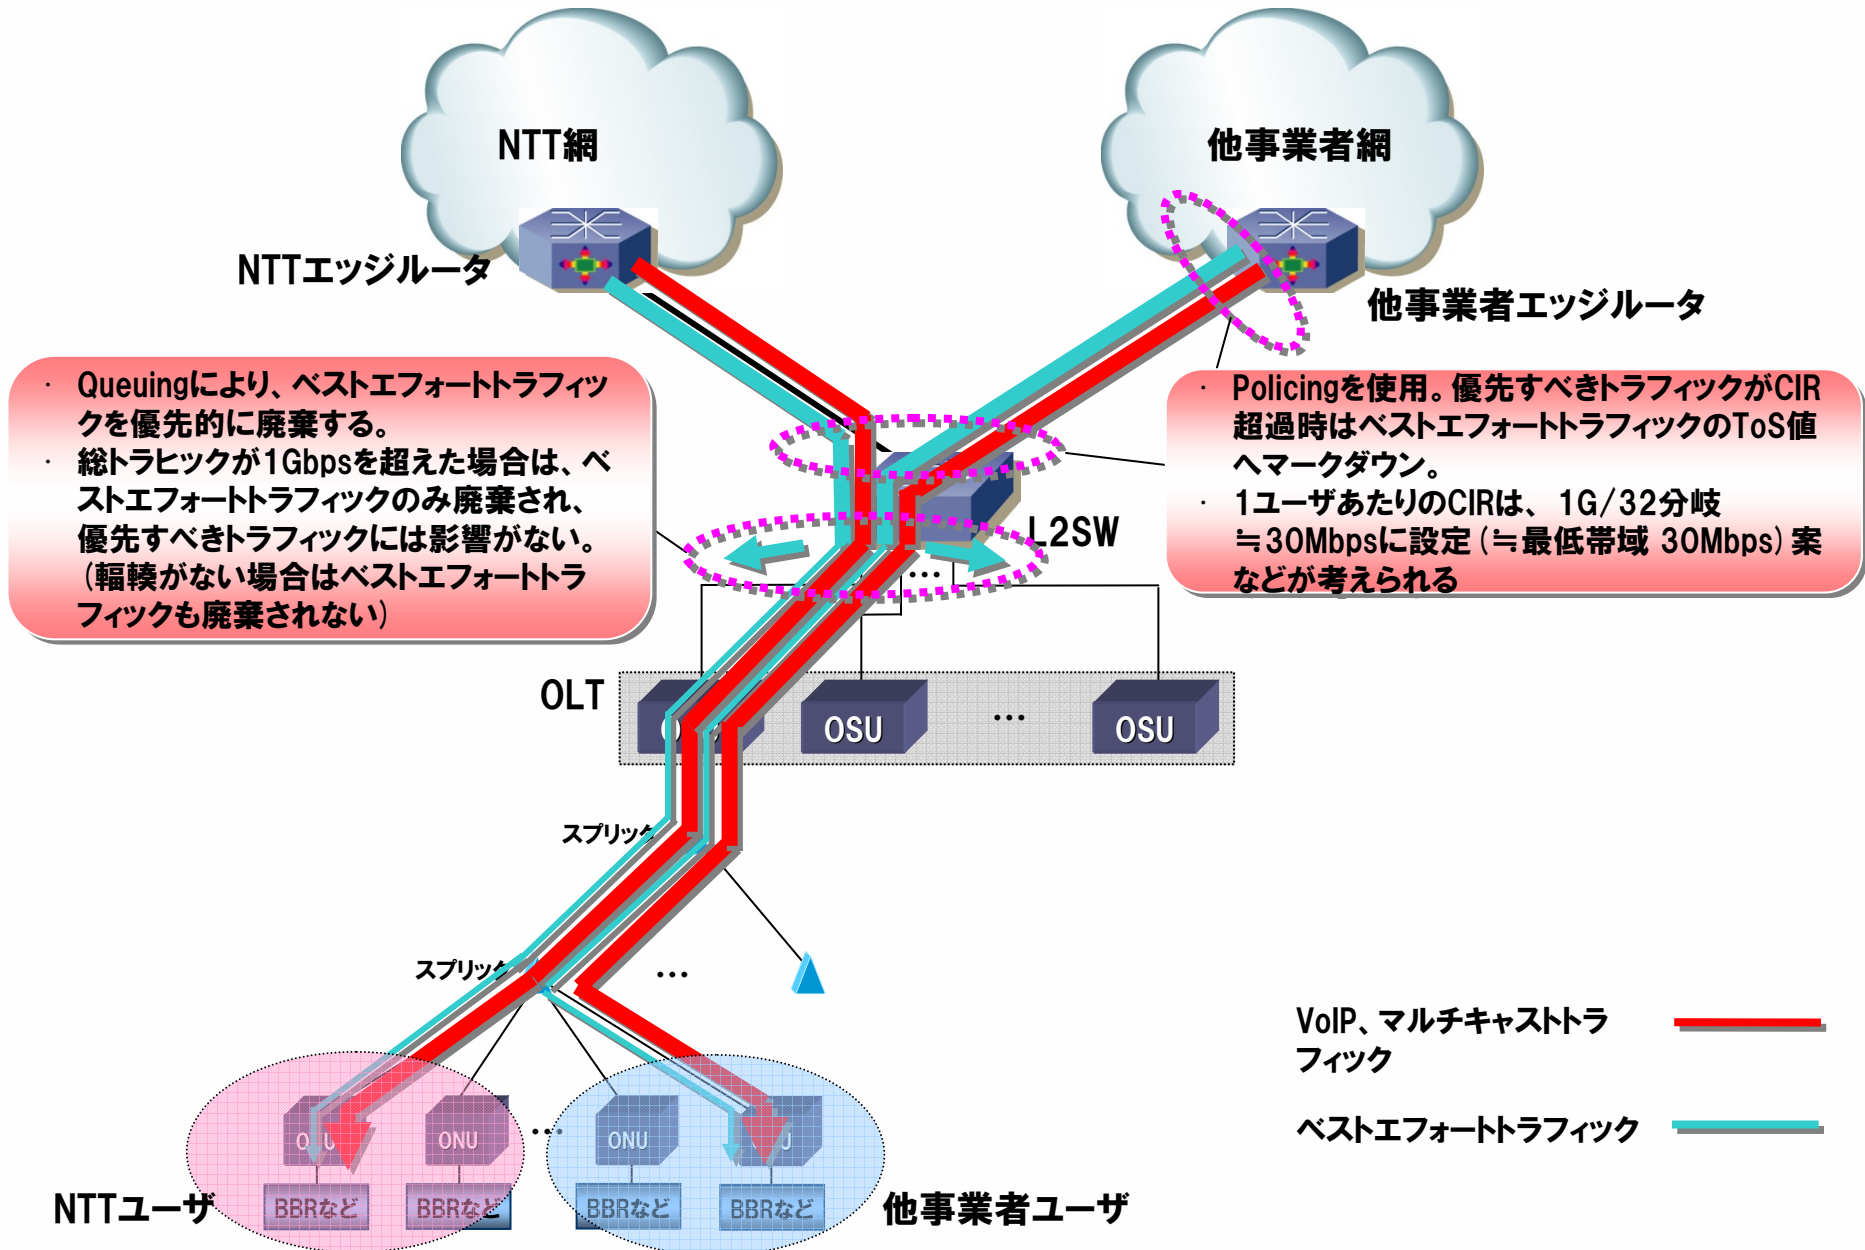 NTT網
他事業者網
NTTエッジルータ
他事業者エッジルータ
・ Queuingにより、ベストエフォートトラフィッ
クを優先的に廃棄する。
・ 総トラヒックが1Gbpsを超えた場合は、ベ
ストエフォートトラフィックのみ廃棄され、
優先すべきトラフィックには影響がない。
(輻輳がない場合はベストエフォートトラ
フィックも廃棄されない)
・ Policingを使用。優先すべきトラフィックがCIR
超過時はベストエフォートトラフィックのToS値
へマークダウン。
・ 1ユーザあたりのCIRは、1G/32分岐
≒30Mbpsに設定(≒最低帯域 30Mbps)案
などが考えられる
L2SW
…
OLT
OSU
…
OSU
スプリック
スプリック
…
VoIP、マルチキャストトラ
フィック
ベストエフォートトラフィック
ONU
ONU
…
ONU
NTTユーザ
BBRなど
BBRなど
BBRなど
BBRなど
他事業者ユーザ